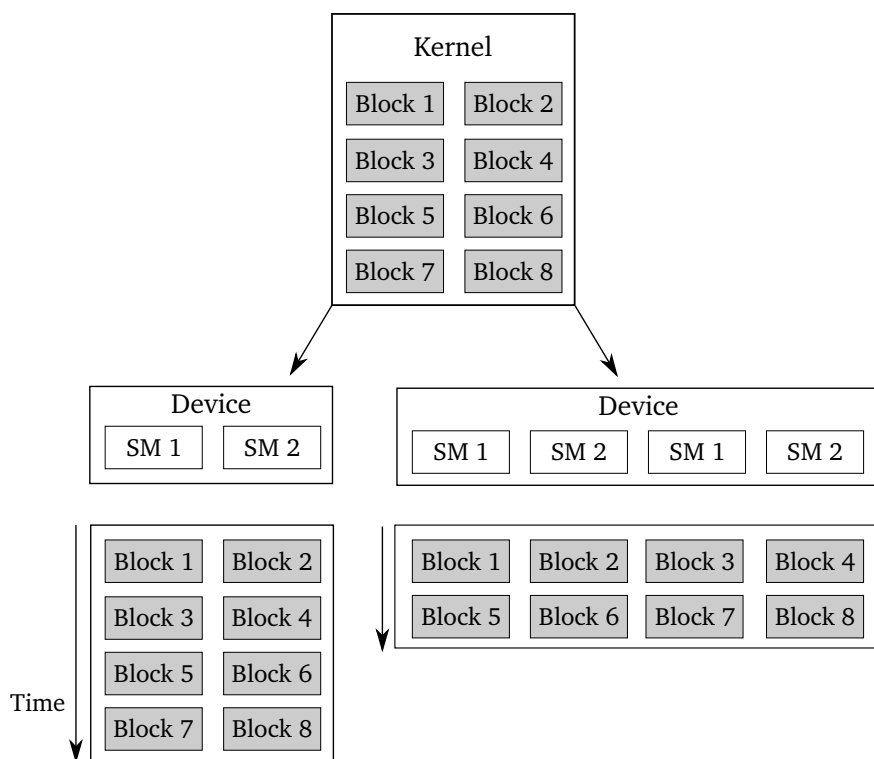 Kernel
Block 1 Block 2
Block 3 Block 4
Block 5 Block 6
Block 7 Block 8
Device
SM 1 SM 2
Device
SM 1 SM 2 SM 1 SM 2
Time
Block 1 Block 2
Block 3 Block 4
Block 5 Block 6
Block 7 Block 8
Block 1 Block 2 Block 3 Block 4
Block 5 Block 6 Block 7 Block 8